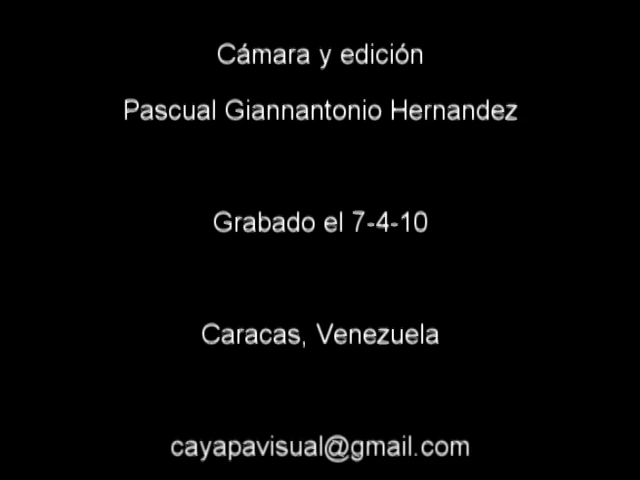 Cámara y edición
Pascual Giannantonio Hernandez
Grabado el 7-4-10
Caracas, Venezuela
cayapavisual@gmail.com